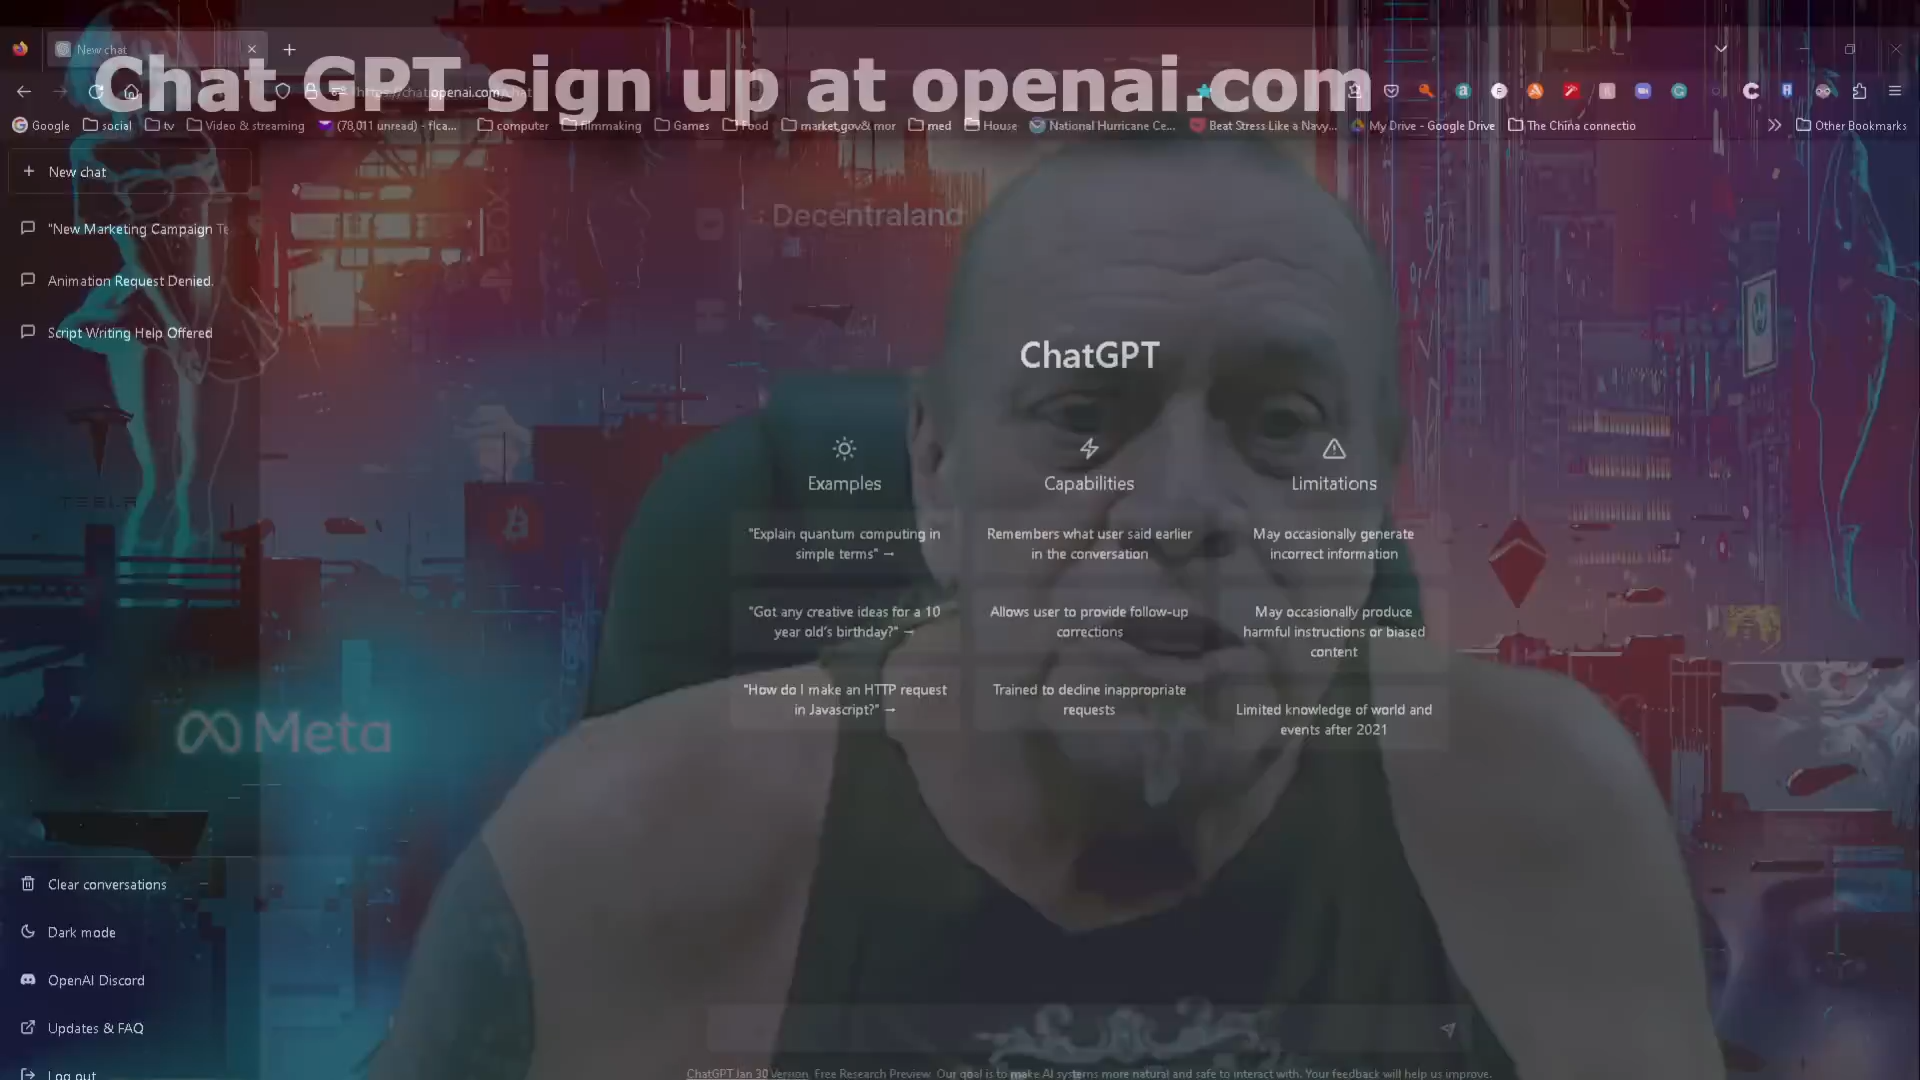 New chat
Chat GPT sign up at openai.com
https://chat.openai.com/chat
Google
social
tv
Video & streaming
(78,011 unread) - flca...
computer
filmmaking
Games
Food
market,gov& mor
med
House
National Hurricane Ce...
Beat Stress Like a Navy...
My Drive - Google Drive
The China connectio
Other Bookmarks
New chat
"New Marketing Campaign Te
Animation Request Denied.
Script Writing Help Offered
Decentraland
ChatGPT
Examples
Capabilities
Limitations
"Explain quantum computing in
simple terms" →
Remembers what user said earlier
in the conversation
May occasionally generate
incorrect information
"Got any creative ideas for a 10
year old's birthday?" →
Allows user to provide follow-up
corrections
May occasionally produce
harmful instructions or biased
content
"How do I make an HTTP request
in Javascript?" →
Trained to decline inappropriate
requests
Limited knowledge of world and
events after 2021
TESLA
Meta
Clear conversations
Dark mode
OpenAI Discord
Updates & FAQ
Log out
ChatGPT Jan 30 Version. Free Research Preview. Our goal is to make AI systems more natural and safe to interact with. Your feedback will help us improve.